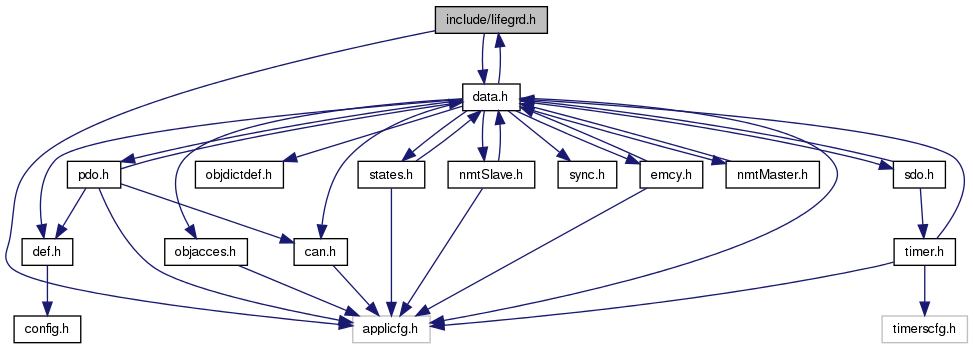 include/lifegrd.h
data.h
pdo.h
objdictdef.h
states.h
nmtSlave.h
sync.h
emcy.h
nmtMaster.h
sdo.h
def.h
objacces.h
can.h
timer.h
config.h
applicfg.h
timerscfg.h